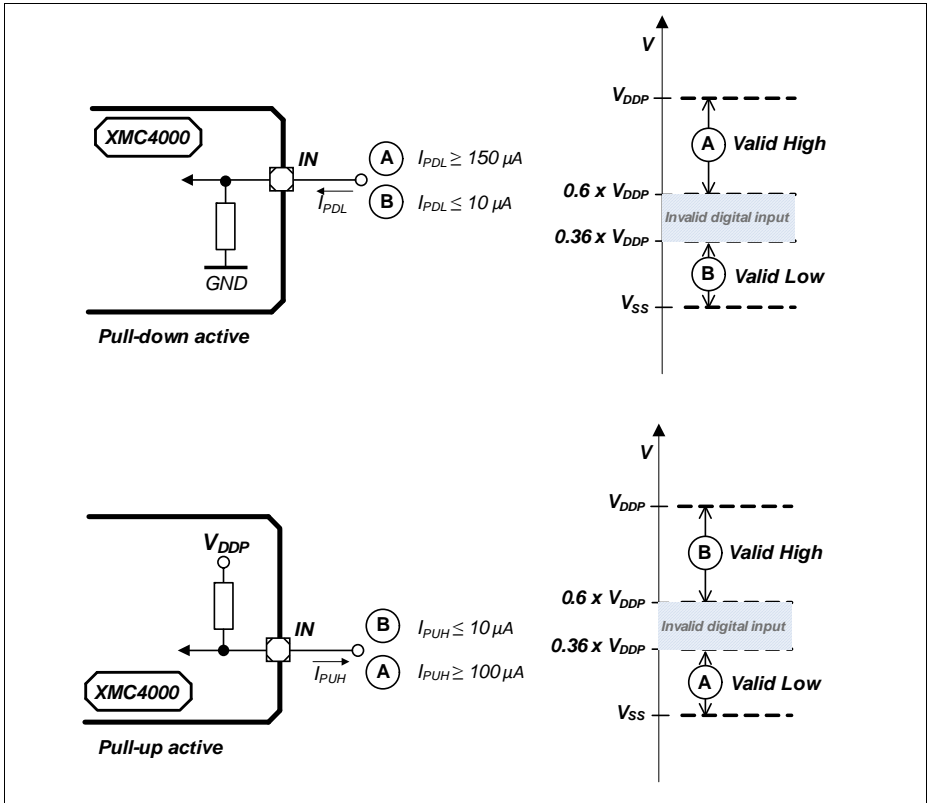 XMC4000
IN
A I_PDL ≥ 150 µA
I_PDL
B I_PDL ≤ 10 µA
GND
Pull-down active
V
V_DDP
A Valid High
0.6 x V_DDP
Invalid digital input
0.36 x V_DDP
B Valid Low
V_SS
V_DDP
IN
B I_PUH ≤ 10 µA
I_PUH
A I_PUH ≥ 100 µA
XMC4000
Pull-up active
V
V_DDP
B Valid High
0.6 x V_DDP
Invalid digital input
0.36 x V_DDP
A Valid Low
V_SS